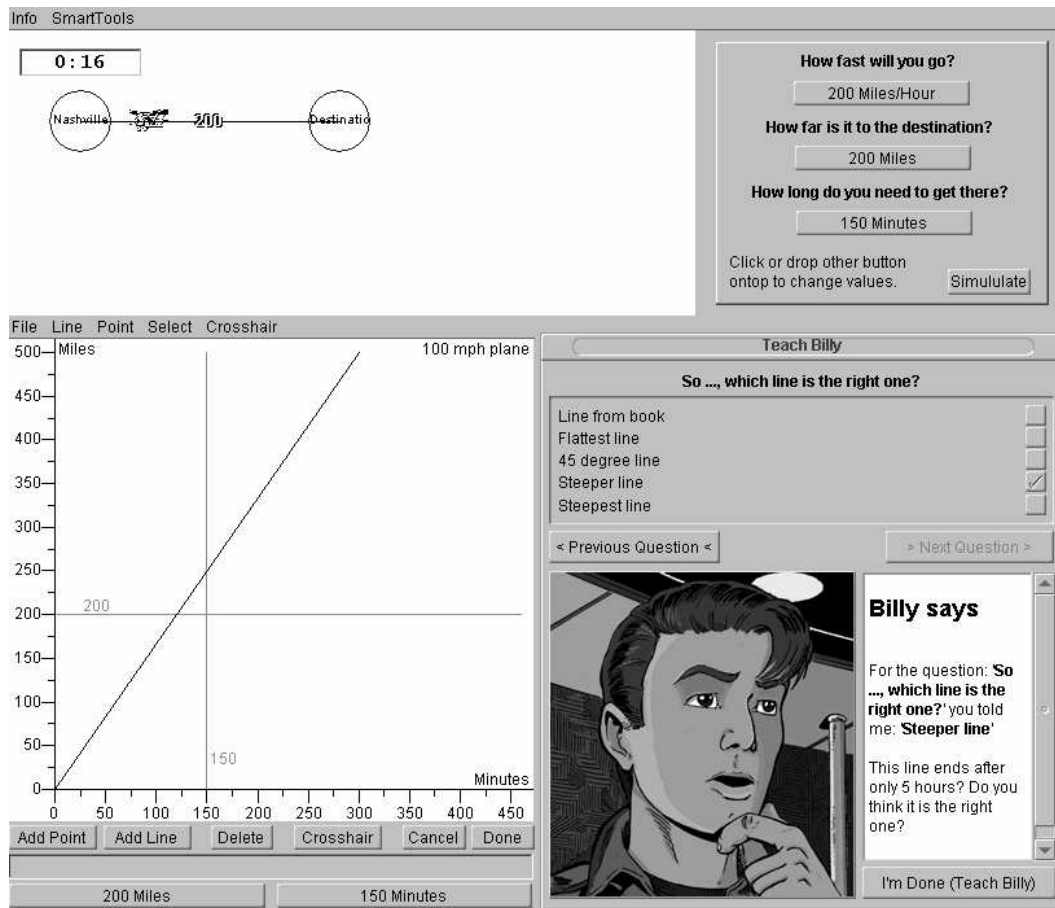 Info SmartTools
0:16
Nashville
200
Destinatio
How fast will you go?
200 Miles/Hour
How far is it to the destination?
200 Miles
How long do you need to get there?
150 Minutes
Click or drop other button
ontop to change values.
Simululate
File Line Point Select Crosshair
Miles
100 mph plane
500
450
400
350
300
250
200
150
100
50
0
200
150
Minutes
0 50 100 150 200 250 300 350 400 450
Add Point Add Line Delete Crosshair Cancel Done
200 Miles 150 Minutes
Teach Billy
So ..., which line is the right one?
Line from book
Flattest line
45 degree line
Steeper line
Steepest line
< Previous Question <
> Next Question >
Billy says
For the question: 'So
..., which line is the
right one?' you told
me: 'Steeper line'
This line ends after
only 5 hours? Do you
think it is the right
one?
I'm Done (Teach Billy)